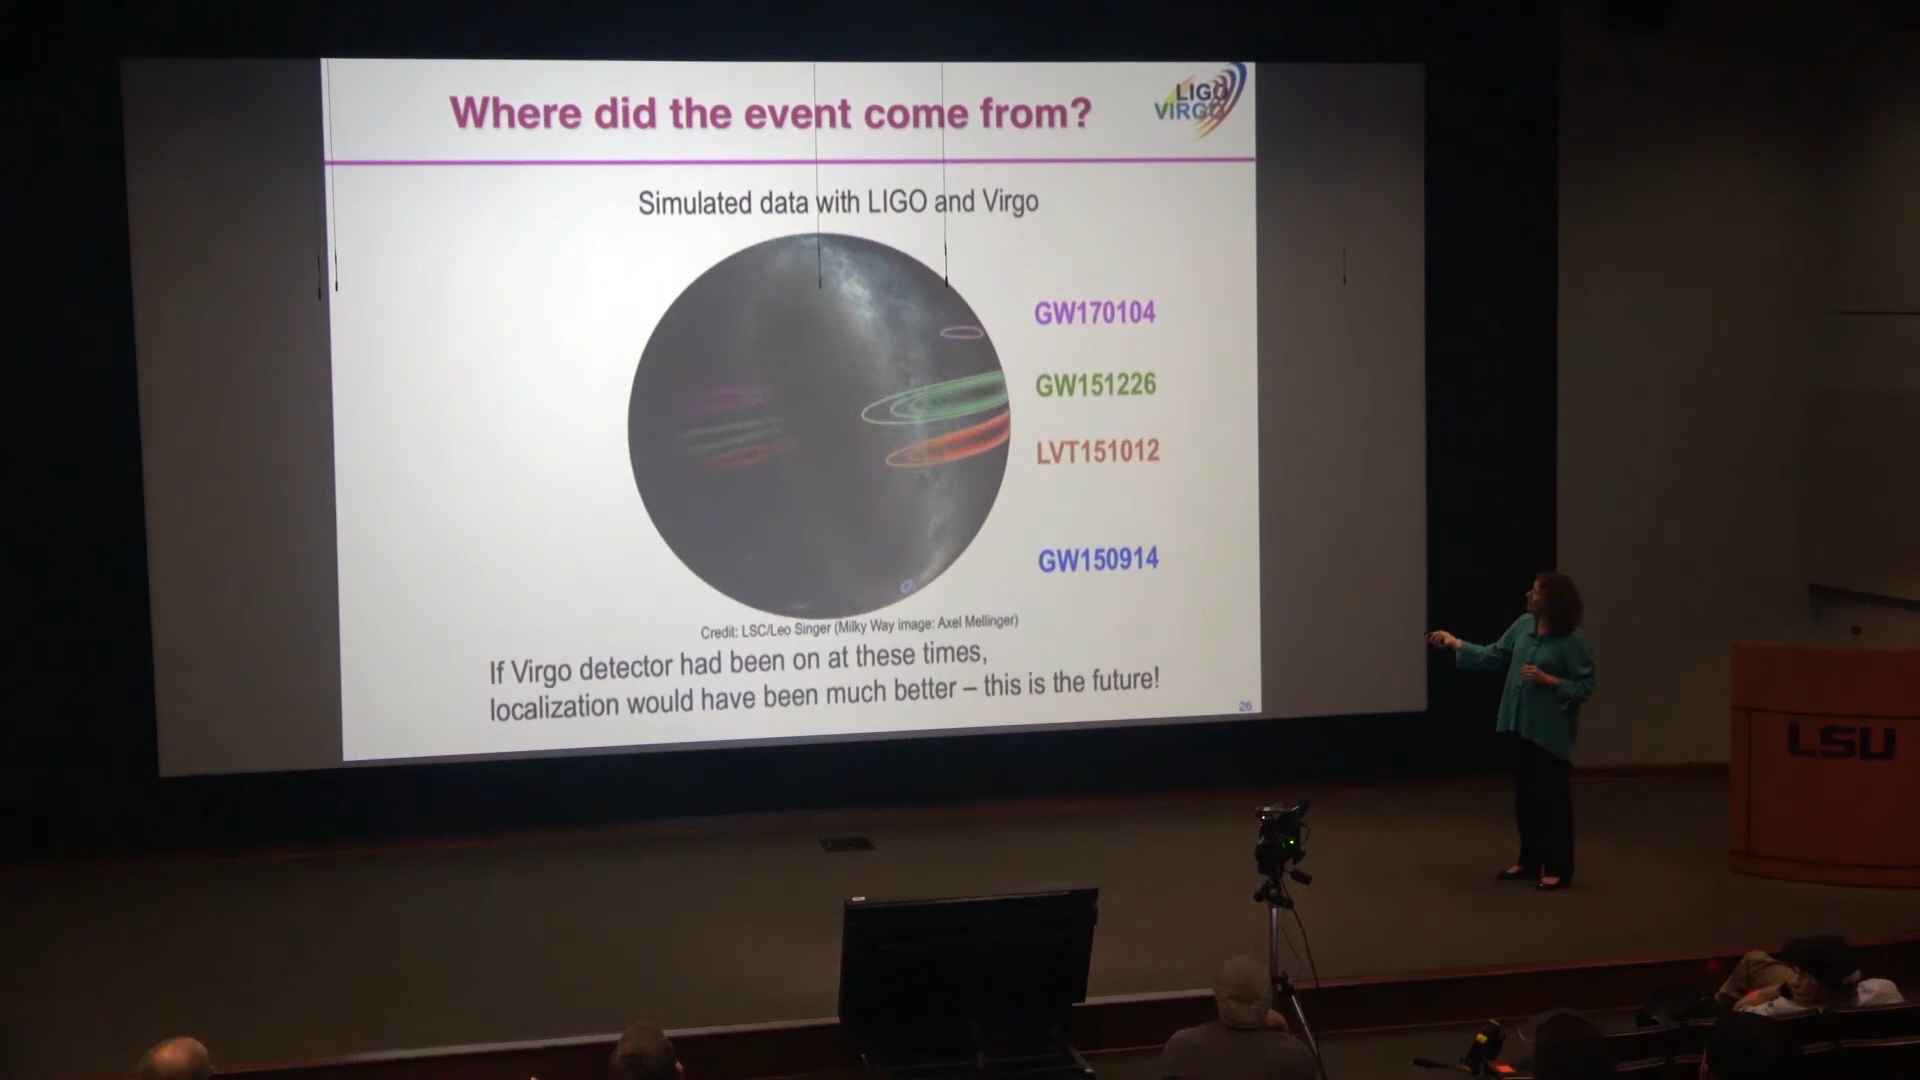 Where did the event come from?
LIGO
VIRGO
Simulated data with LIGO and Virgo
GW170104
GW151226
LVT151012
GW150914
Credit: LSC/Leo Singer (Milky Way image: Axel Mellinger)
If Virgo detector had been on at these times,
localization would have been much better – this is the future!
26
LSU